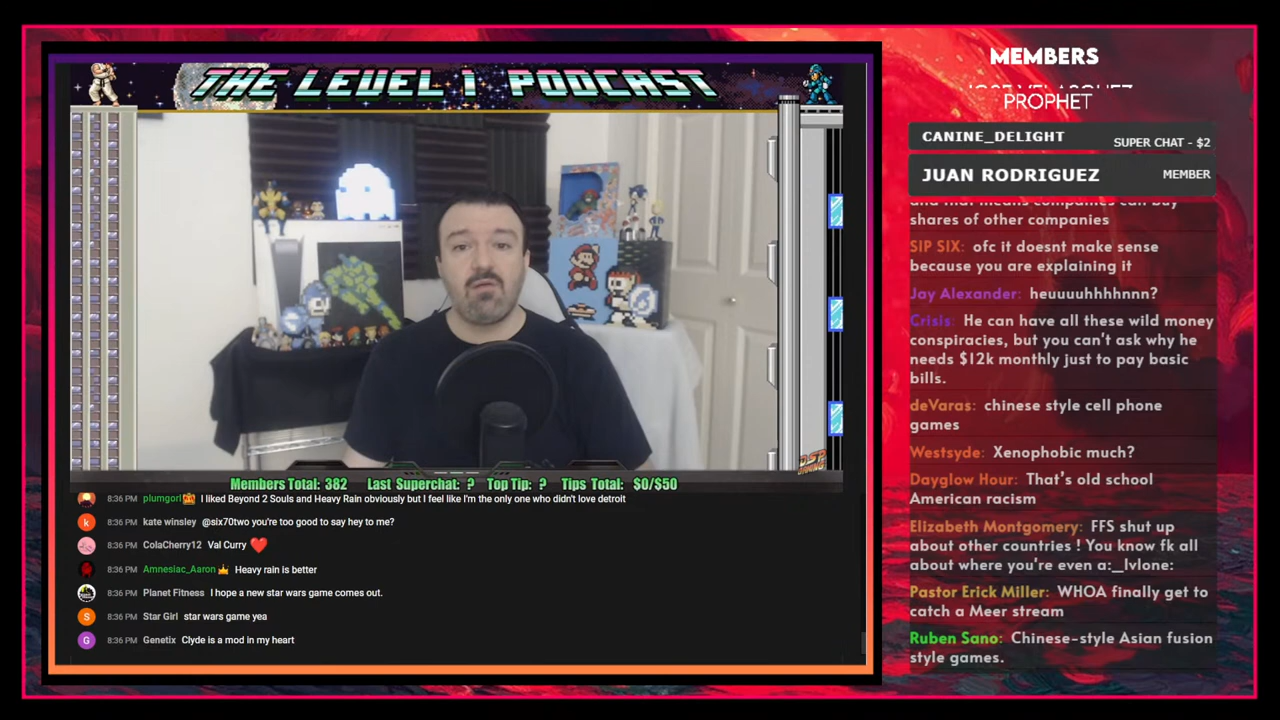 THE LEVEL 1 PODCAST
DSP GAMING
Members Total: 382 Last Superchat: ? Top Tip: ? Tips Total: $0/$50
8:36 PM plumgorl I liked Beyond 2 Souls and Heavy Rain obviously but I feel like I'm the only one who didn't love detroit
8:36 PM kate winsley @six70two you're too good to say hey to me?
8:36 PM ColaCherry12 Val Curry
8:36 PM Amnesiac_Aaron Heavy rain is better
8:36 PM Planet Fitness I hope a new star wars game comes out.
8:36 PM Star Girl star wars game yea
8:36 PM Genetix Clyde is a mod in my heart
MEMBERS
PROPHET
CANINE_DELIGHT SUPER CHAT - $2
JUAN RODRIGUEZ MEMBER
and that means companies can buy
shares of other companies
SIP SIX: ofc it doesnt make sense
because you are explaining it
Jay Alexander: heuuuhhhhnnn?
Crisis: He can have all these wild money
conspiracies, but you can't ask why he
needs $12k monthly just to pay basic
bills.
deVaras: chinese style cell phone
games
Westsyde: Xenophobic much?
Dayglow Hour: That's old school
American racism
Elizabeth Montgomery: FFS shut up
about other countries ! You know fk all
about where you're even a:_lvlone:
Pastor Erick Miller: WHOA finally get to
catch a Meer stream
Ruben Sano: Chinese-style Asian fusion
style games.